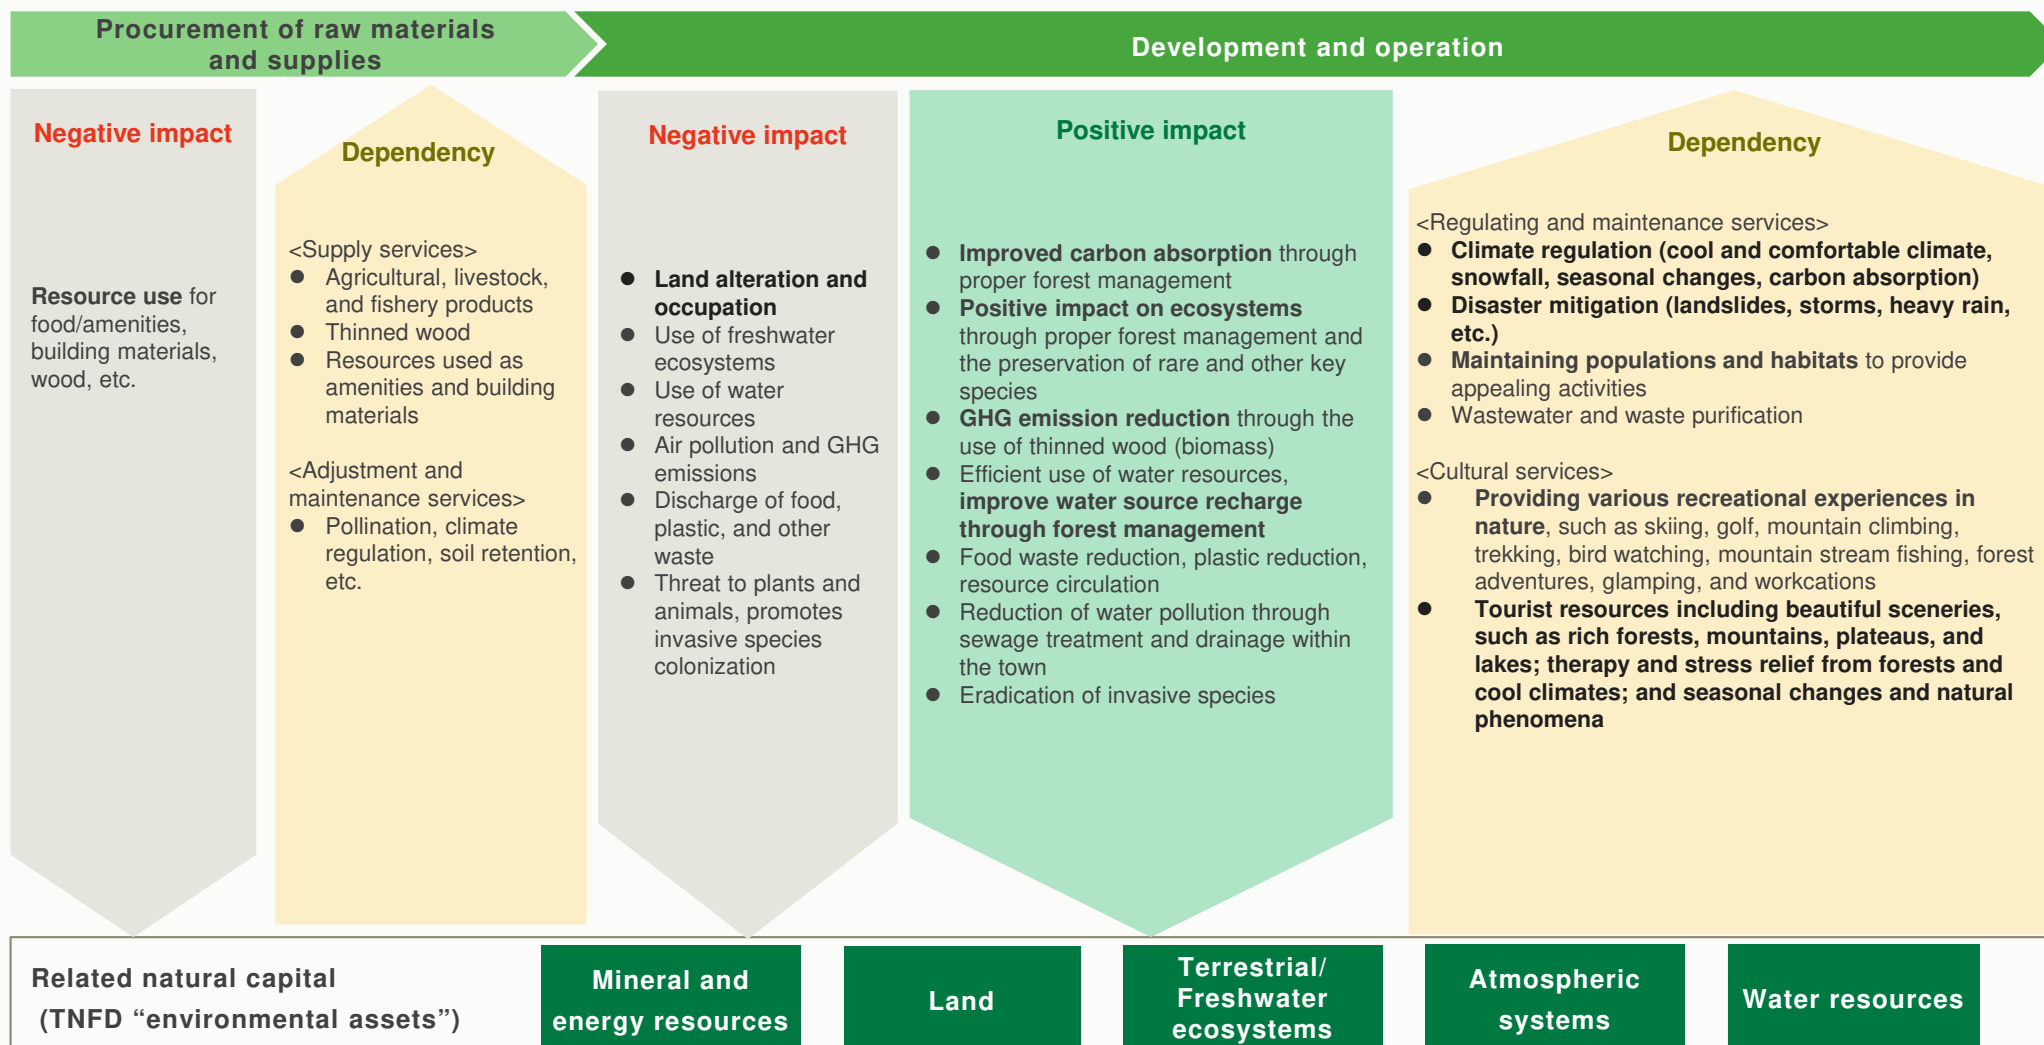 Procurement of raw materials
and supplies
Development and operation
Negative impact
Resource use for
food/amenities,
building materials,
wood, etc.
Dependency
<Supply services>
● Agricultural, livestock,
and fishery products
● Thinned wood
● Resources used as
amenities and building
materials
<Adjustment and
maintenance services>
● Pollination, climate
regulation, soil retention,
etc.
Negative impact
● Land alteration and
occupation
● Use of freshwater
ecosystems
● Use of water
resources
● Air pollution and GHG
emissions
● Discharge of food,
plastic, and other
waste
● Threat to plants and
animals, promotes
invasive species
colonization
Positive impact
● Improved carbon absorption through
proper forest management
● Positive impact on ecosystems
through proper forest management and
the preservation of rare and other key
species
● GHG emission reduction through the
use of thinned wood (biomass)
● Efficient use of water resources,
improve water source recharge
through forest management
● Food waste reduction, plastic reduction,
resource circulation
● Reduction of water pollution through
sewage treatment and drainage within
the town
● Eradication of invasive species
Dependency
<Regulating and maintenance services>
● Climate regulation (cool and comfortable climate,
snowfall, seasonal changes, carbon absorption)
● Disaster mitigation (landslides, storms, heavy rain,
etc.)
● Maintaining populations and habitats to provide
appealing activities
● Wastewater and waste purification
<Cultural services>
● Providing various recreational experiences in
nature, such as skiing, golf, mountain climbing,
trekking, bird watching, mountain stream fishing, forest
adventures, glamping, and workcations
● Tourist resources including beautiful sceneries,
such as rich forests, mountains, plateaus, and
lakes; therapy and stress relief from forests and
cool climates; and seasonal changes and natural
phenomena
Related natural capital
(TNFD “environmental assets”)
Mineral and
energy resources
Land
Terrestrial/
Freshwater
ecosystems
Atmospheric
systems
Water resources